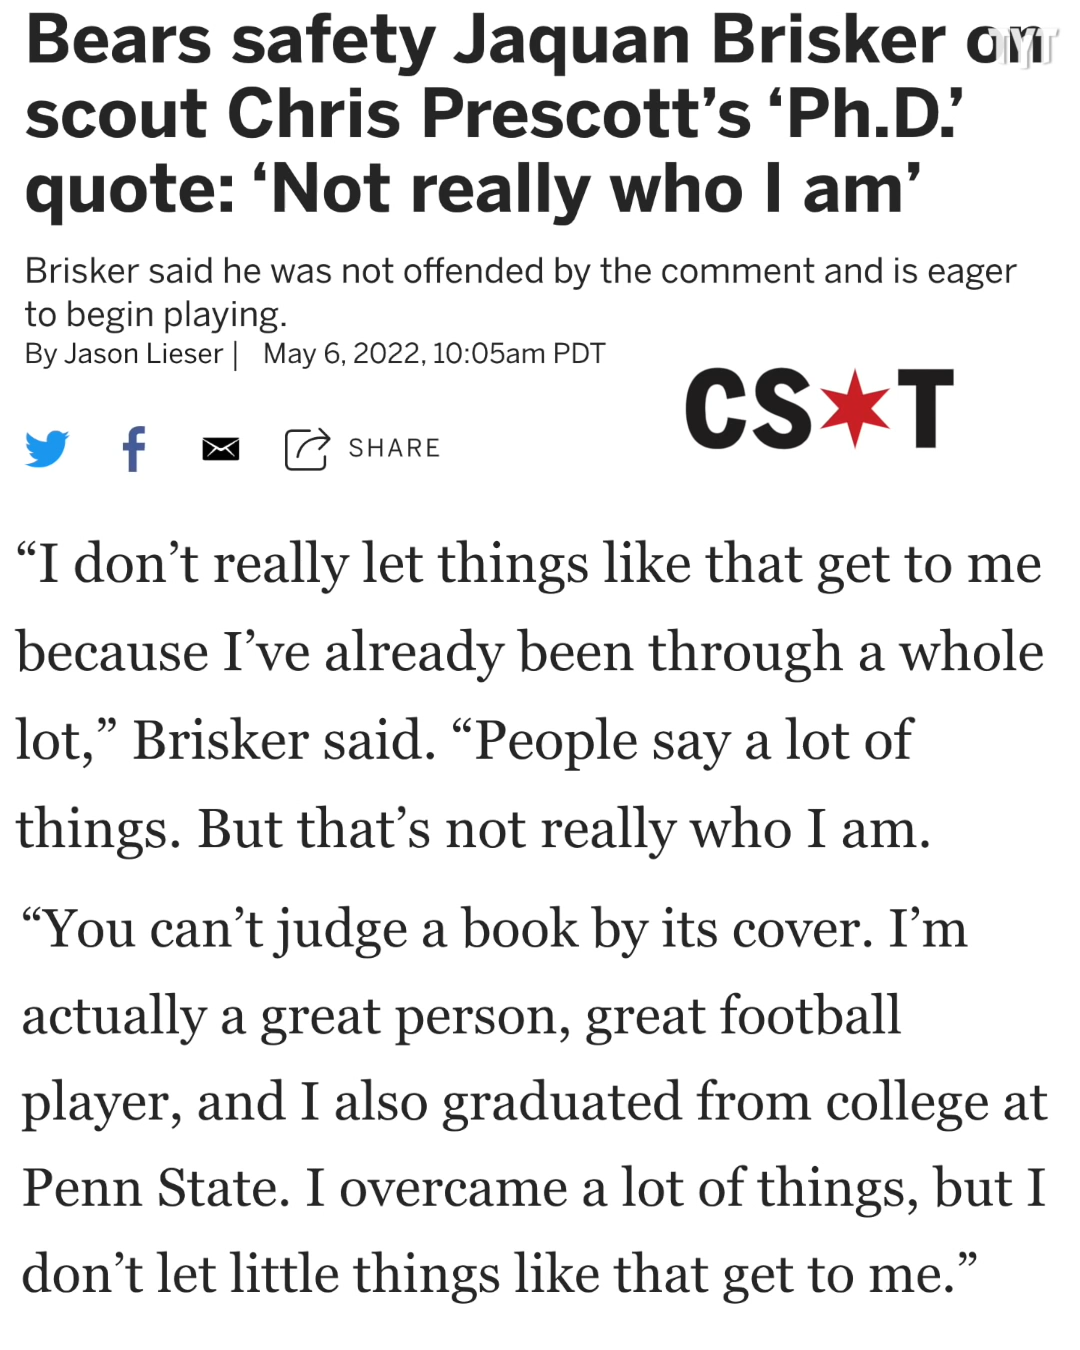 Bears safety Jaquan Brisker on
TYT
scout Chris Prescott’s ‘Ph.D.’
quote: ‘Not really who I am’
Brisker said he was not offended by the comment and is eager
to begin playing.
By Jason Lieser | May 6, 2022, 10:05am PDT
CS★T
SHARE
“I don’t really let things like that get to me
because I’ve already been through a whole
lot,” Brisker said. “People say a lot of
things. But that’s not really who I am.
“You can’t judge a book by its cover. I’m
actually a great person, great football
player, and I also graduated from college at
Penn State. I overcame a lot of things, but I
don’t let little things like that get to me.”